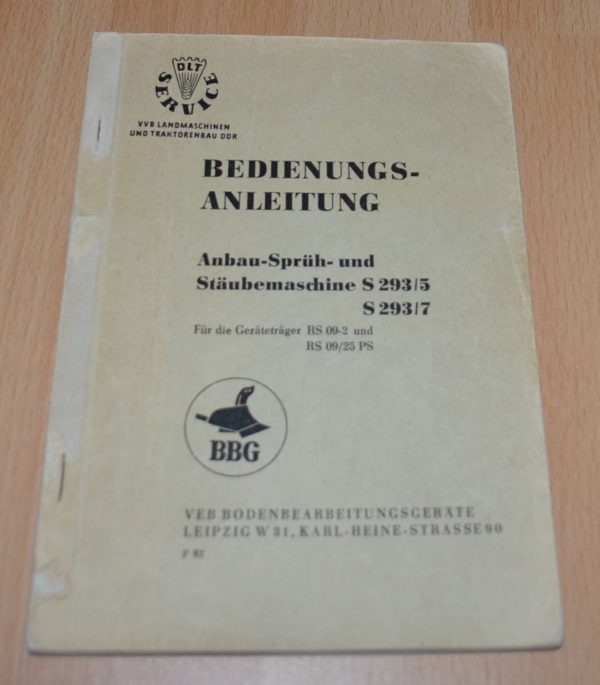 DLT
SERVICE
VVB LANDMASCHINEN
UND TRAKTORENBAU DDR
BEDIENUNGS-
ANLEITUNG
Anbau-Sprüh- und
Stäubemaschine S 293/5
S 293/7
Für die Geräteträger RS 09-2 und
RS 09/25 PS
BBG
VEB BODENBEARBEITUNGSGERÄTE
LEIPZIG W 31, KARL-HEINE-STRASSE 90